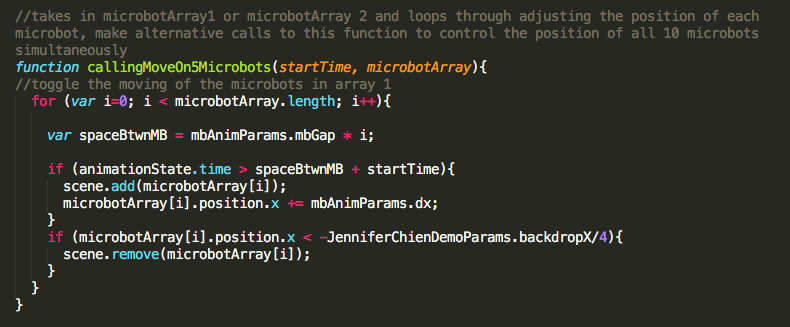 //takes in microbotArray1 or microbotArray 2 and loops through adjusting the position of each
microbot, make alternative calls to this function to control the position of all 10 microbots
simultaneously
function callingMoveOn5Microbots(startTime, microbotArray){
//toggle the moving of the microbots in array 1
  for (var i=0; i < microbotArray.length; i++){

    var spaceBtwnMB = mbAnimParams.mbGap * i;

    if (animationState.time > spaceBtwnMB + startTime){
      scene.add(microbotArray[i]);
      microbotArray[i].position.x += mbAnimParams.dx;
    }
    if (microbotArray[i].position.x < -JenniferChienDemoParams.backdropX/4){
      scene.remove(microbotArray[i]);
    }
  }
}